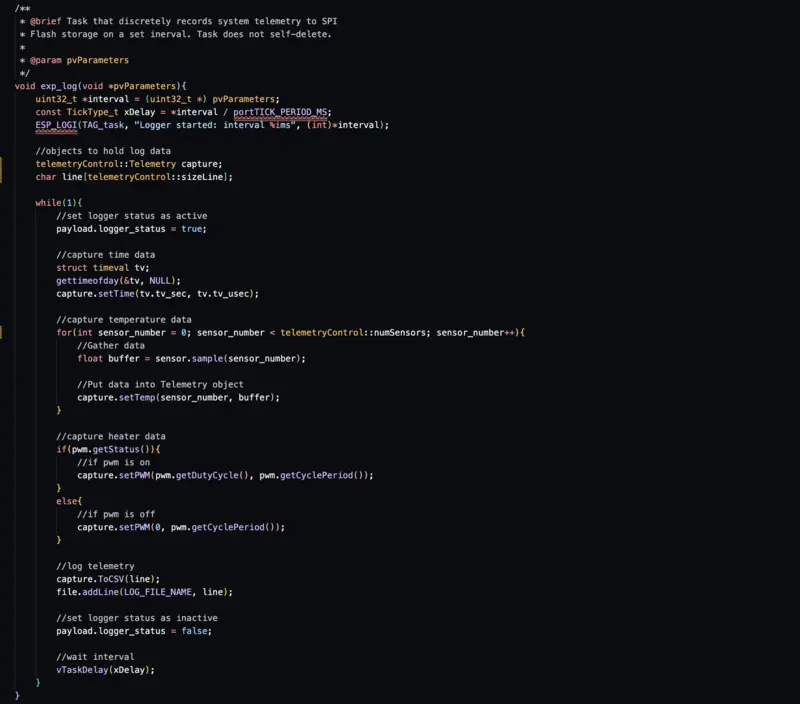 /**
 * @brief Task that discretely records system telemetry to SPI
 * Flash storage on a set inerval. Task does not self-delete.
 *
 * @param pvParameters
 */
void exp_log(void *pvParameters){
    uint32_t *interval = (uint32_t *) pvParameters;
    const TickType_t xDelay = *interval / portTICK_PERIOD_MS;
    ESP_LOGI(TAG_task, "Logger started: interval %ims", (int)*interval);

    //objects to hold log data
    telemetryControl::Telemetry capture;
    char line[telemetryControl::sizeLine];

    while(1){
        //set logger status as active
        payload.logger_status = true;

        //capture time data
        struct timeval tv;
        gettimeofday(&tv, NULL);
        capture.setTime(tv.tv_sec, tv.tv_usec);

        //capture temperature data
        for(int sensor_number = 0; sensor_number < telemetryControl::numSensors; sensor_number++){
            //Gather data
            float buffer = sensor.sample(sensor_number);

            //Put data into Telemetry object
            capture.setTemp(sensor_number, buffer);
        }

        //capture heater data
        if(pwm.getStatus()){
            //if pwm is on
            capture.setPWM(pwm.getDutyCycle(), pwm.getCyclePeriod());
        }
        else{
            //if pwm is off
            capture.setPWM(0, pwm.getCyclePeriod());
        }

        //log telemetry
        capture.ToCSV(line);
        file.addLine(LOG_FILE_NAME, line);

        //set logger status as inactive
        payload.logger_status = false;

        //wait interval
        vTaskDelay(xDelay);
    }
}